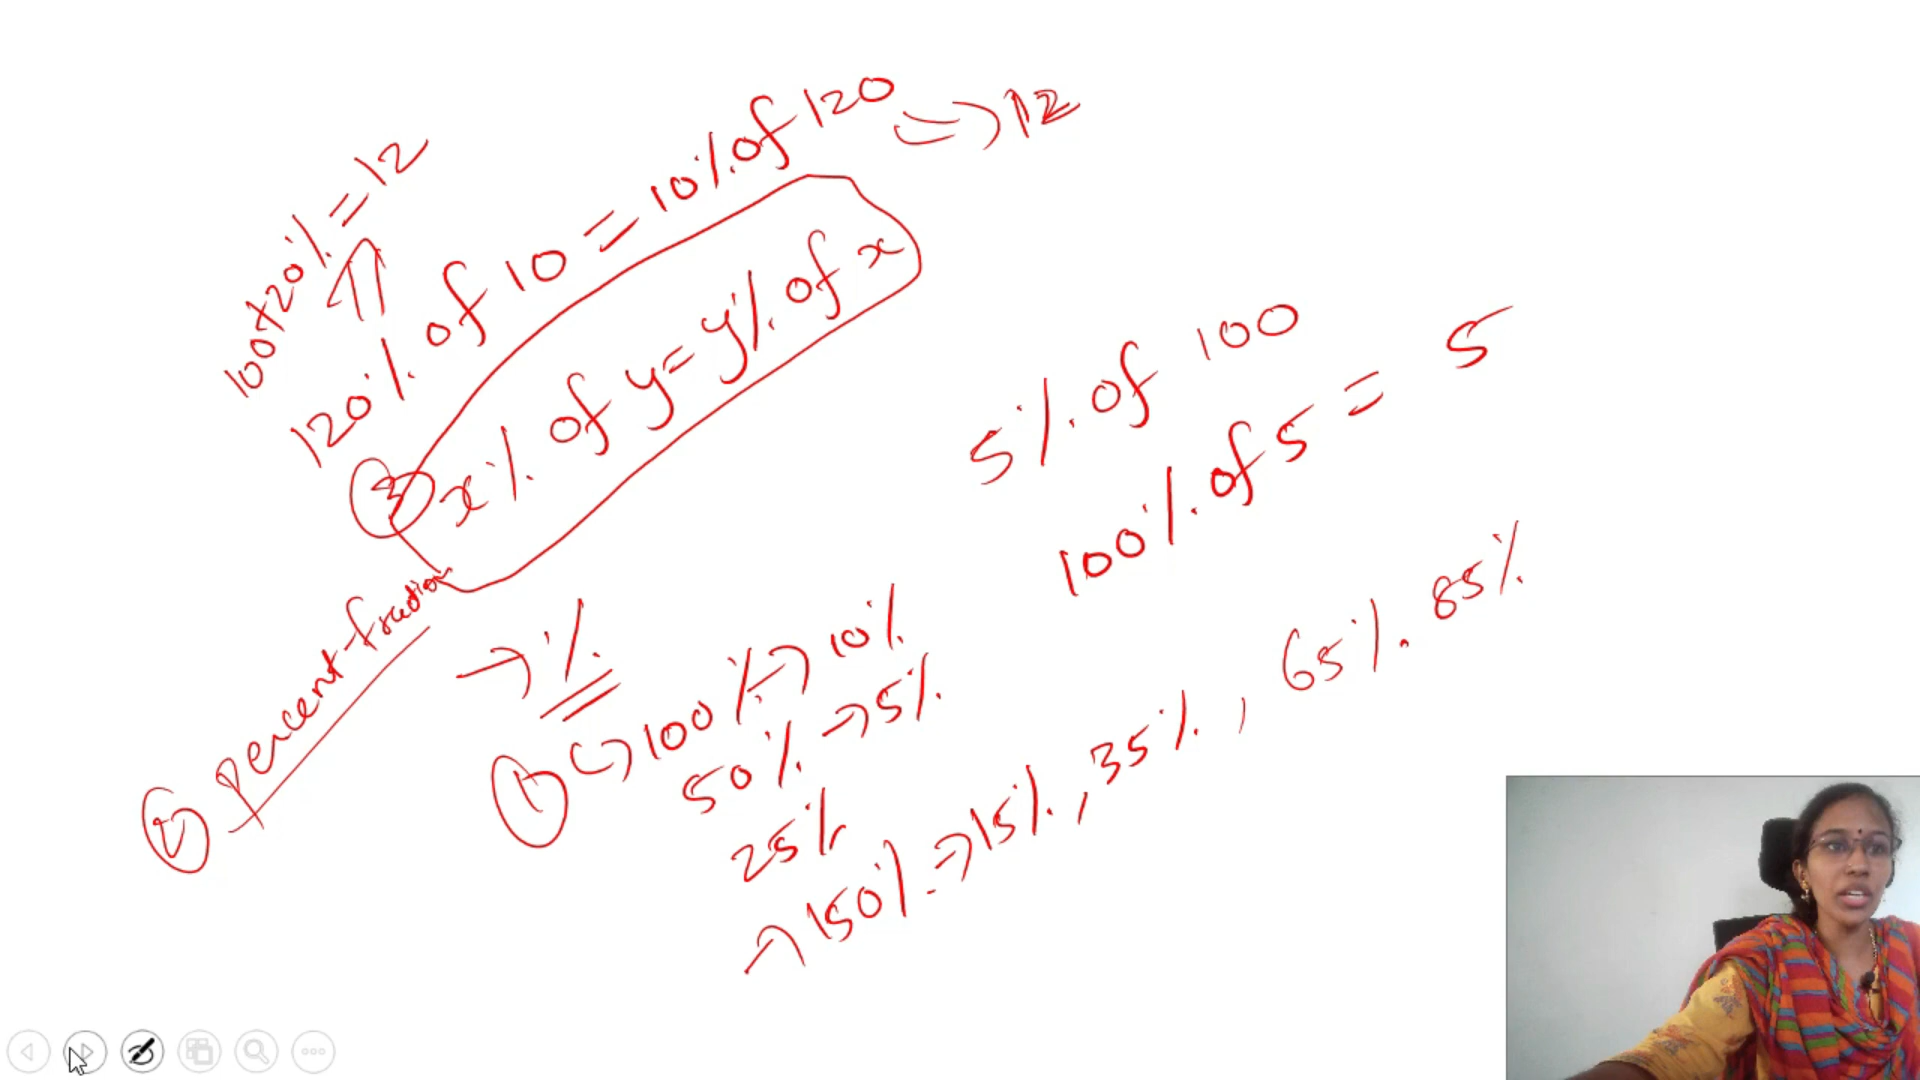 100+20% = 12
120% of 10 = 10% of 120 => 12
③ x% of y = y% of x
5% of 100
100% of 5 = 5
② percent-fraction
→ %
① 100% → 10%
50% → 5%
25%
→ 150% → 15%, 35%, 65%. 85%